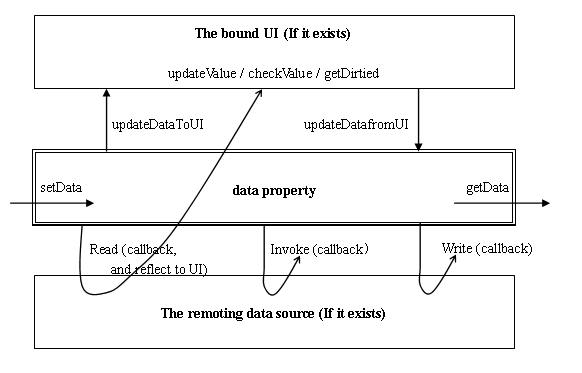 The bound UI (If it exists)
updateValue / checkValue / getDirtied
updateDataToUI
updateDatafromUI
setData
data property
getData
Read (callback,
and reflect to UI)
Invoke (callback)
Write (callback)
The remoting data source (If it exists)